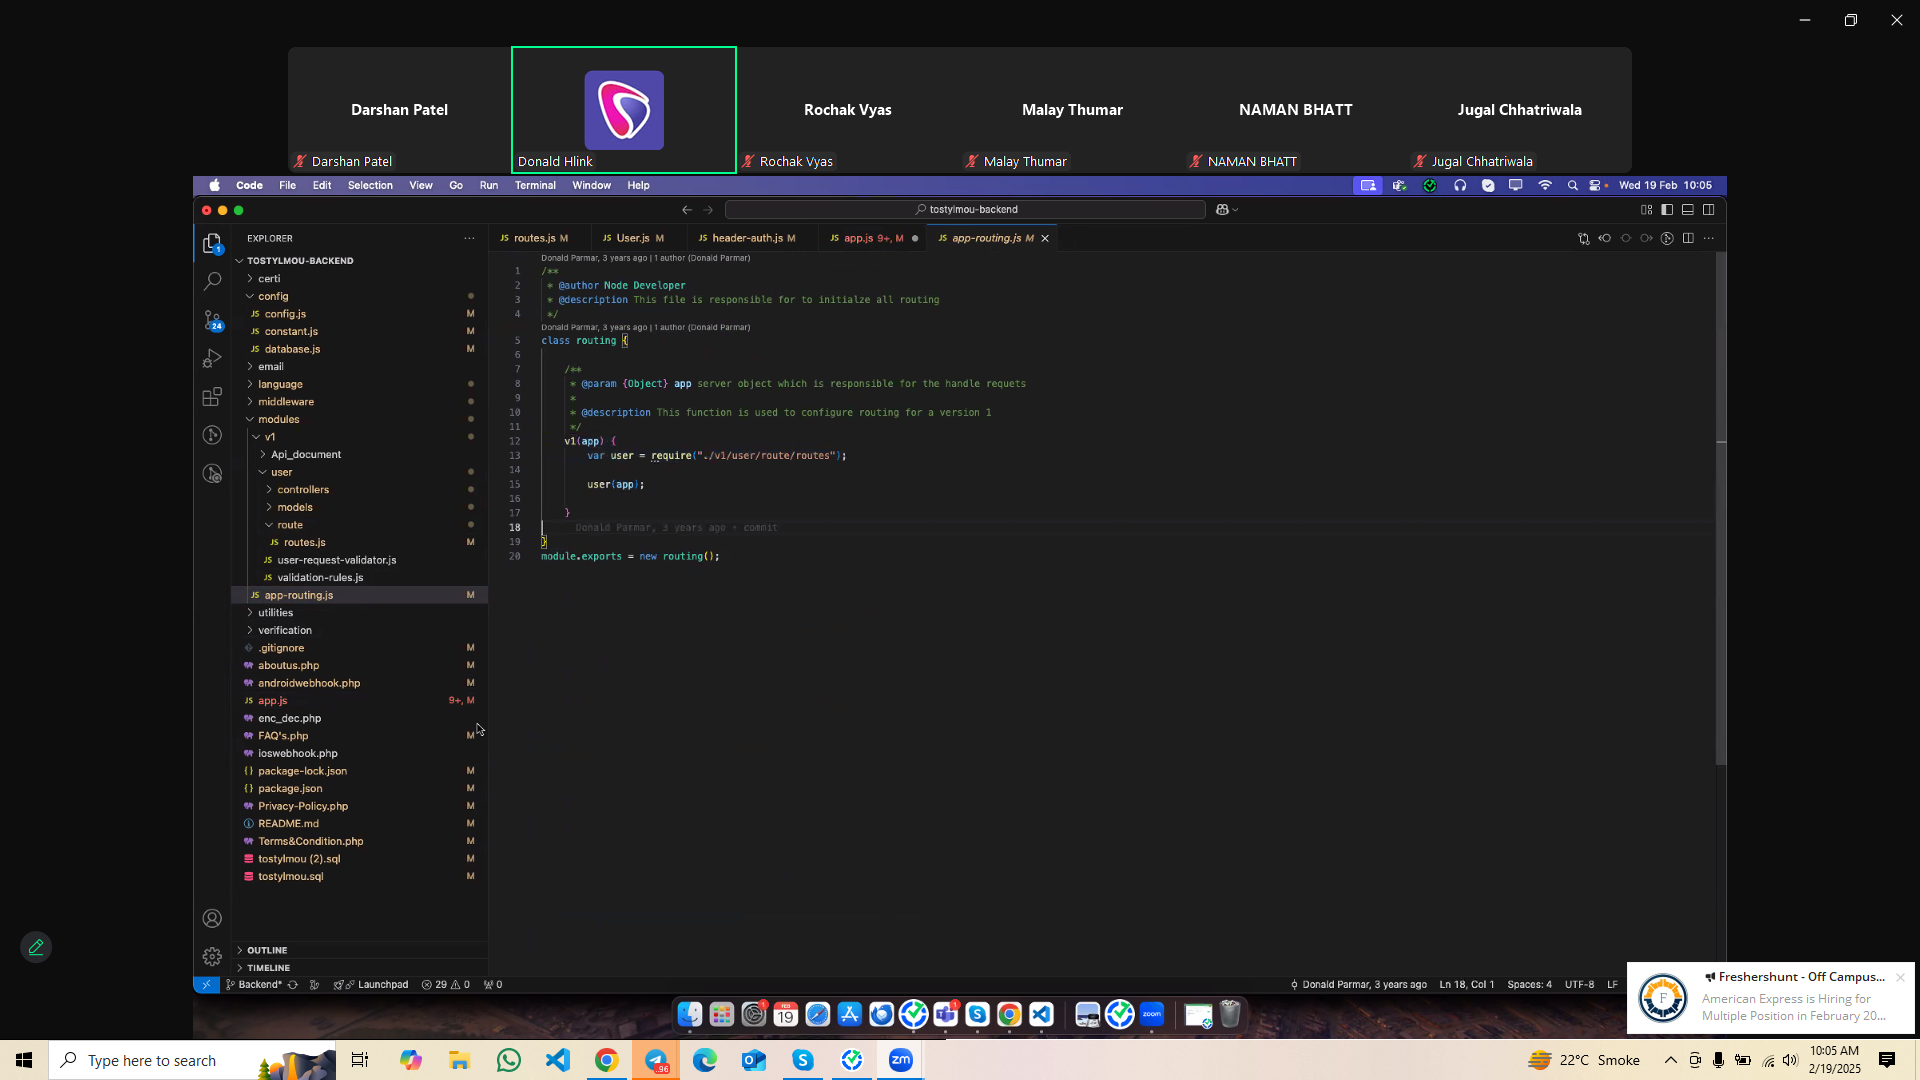 Darshan Patel
Rochak Vyas
Malay Thumar
NAMAN BHATT
Jugal Chhatriwala
Darshan Patel
Donald Hlink
Rochak Vyas
Malay Thumar
NAMAN BHATT
Jugal Chhatriwala
Code File Edit Selection View Go Run Terminal Window Help
Wed 19 Feb 10:05
tostylmou-backend
EXPLORER
routes.js M
User.js M
header-auth.js M
app.js 9+, M
app-routing.js M
TOSTYLMOU-BACKEND
certi
config
config.js M
constant.js M
database.js M
email
language
middleware
modules
v1
Api_document
user
controllers
models
route
routes.js M
user-request-validator.js
validation-rules.js
app-routing.js M
utilities
verification
.gitignore M
aboutus.php M
androidwebhook.php M
app.js 9+, M
enc_dec.php
FAQ's.php M
ioswebhook.php
package-lock.json M
package.json M
Privacy-Policy.php M
README.md M
Terms&Condition.php M
tostylmou (2).sql M
tostylmou.sql M
OUTLINE
TIMELINE
1
24
Donald Parmar, 3 years ago | 1 author (Donald Parmar)
1 /**
2 * @author Node Developer
3 * @description This file is responsible for to initialze all routing
4 */
Donald Parmar, 3 years ago | 1 author (Donald Parmar)
5 class routing {
6
7 /**
8 * @param {Object} app server object which is responsible for the handle requets
9 *
10 * @description This function is used to configure routing for a version 1
11 */
12 v1(app) {
13 var user = require("./v1/user/route/routes");
14
15 user(app);
16
17 }
18 Donald Parmar, 3 years ago • commit
19 }
20 module.exports = new routing();
Backend* Launchpad 29 0 0
Donald Parmar, 3 years ago Ln 18, Col 1 Spaces: 4 UTF-8 LF
Freshershunt - Off Campus...
American Express is Hiring for
Multiple Position in February 20...
FEB
19
zoom
Type here to search
96
zm
22°C Smoke
10:05 AM
2/19/2025